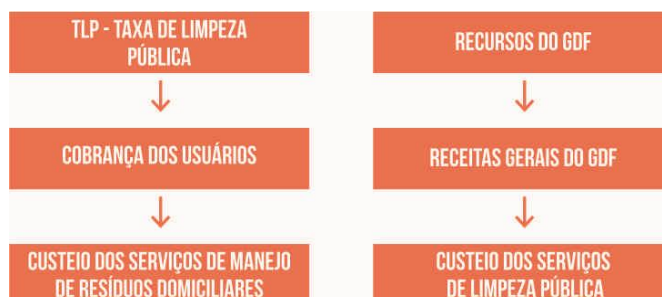 TLP - TAXA DE LIMPEZA
PÚBLICA
COBRANÇA DOS USUÁRIOS
CUSTEIO DOS SERVIÇOS DE MANEJO
DE RESÍDUOS DOMICILIARES
RECURSOS DO GDF
RECEITAS GERAIS DO GDF
CUSTEIO DOS SERVIÇOS
DE LIMPEZA PÚBLICA